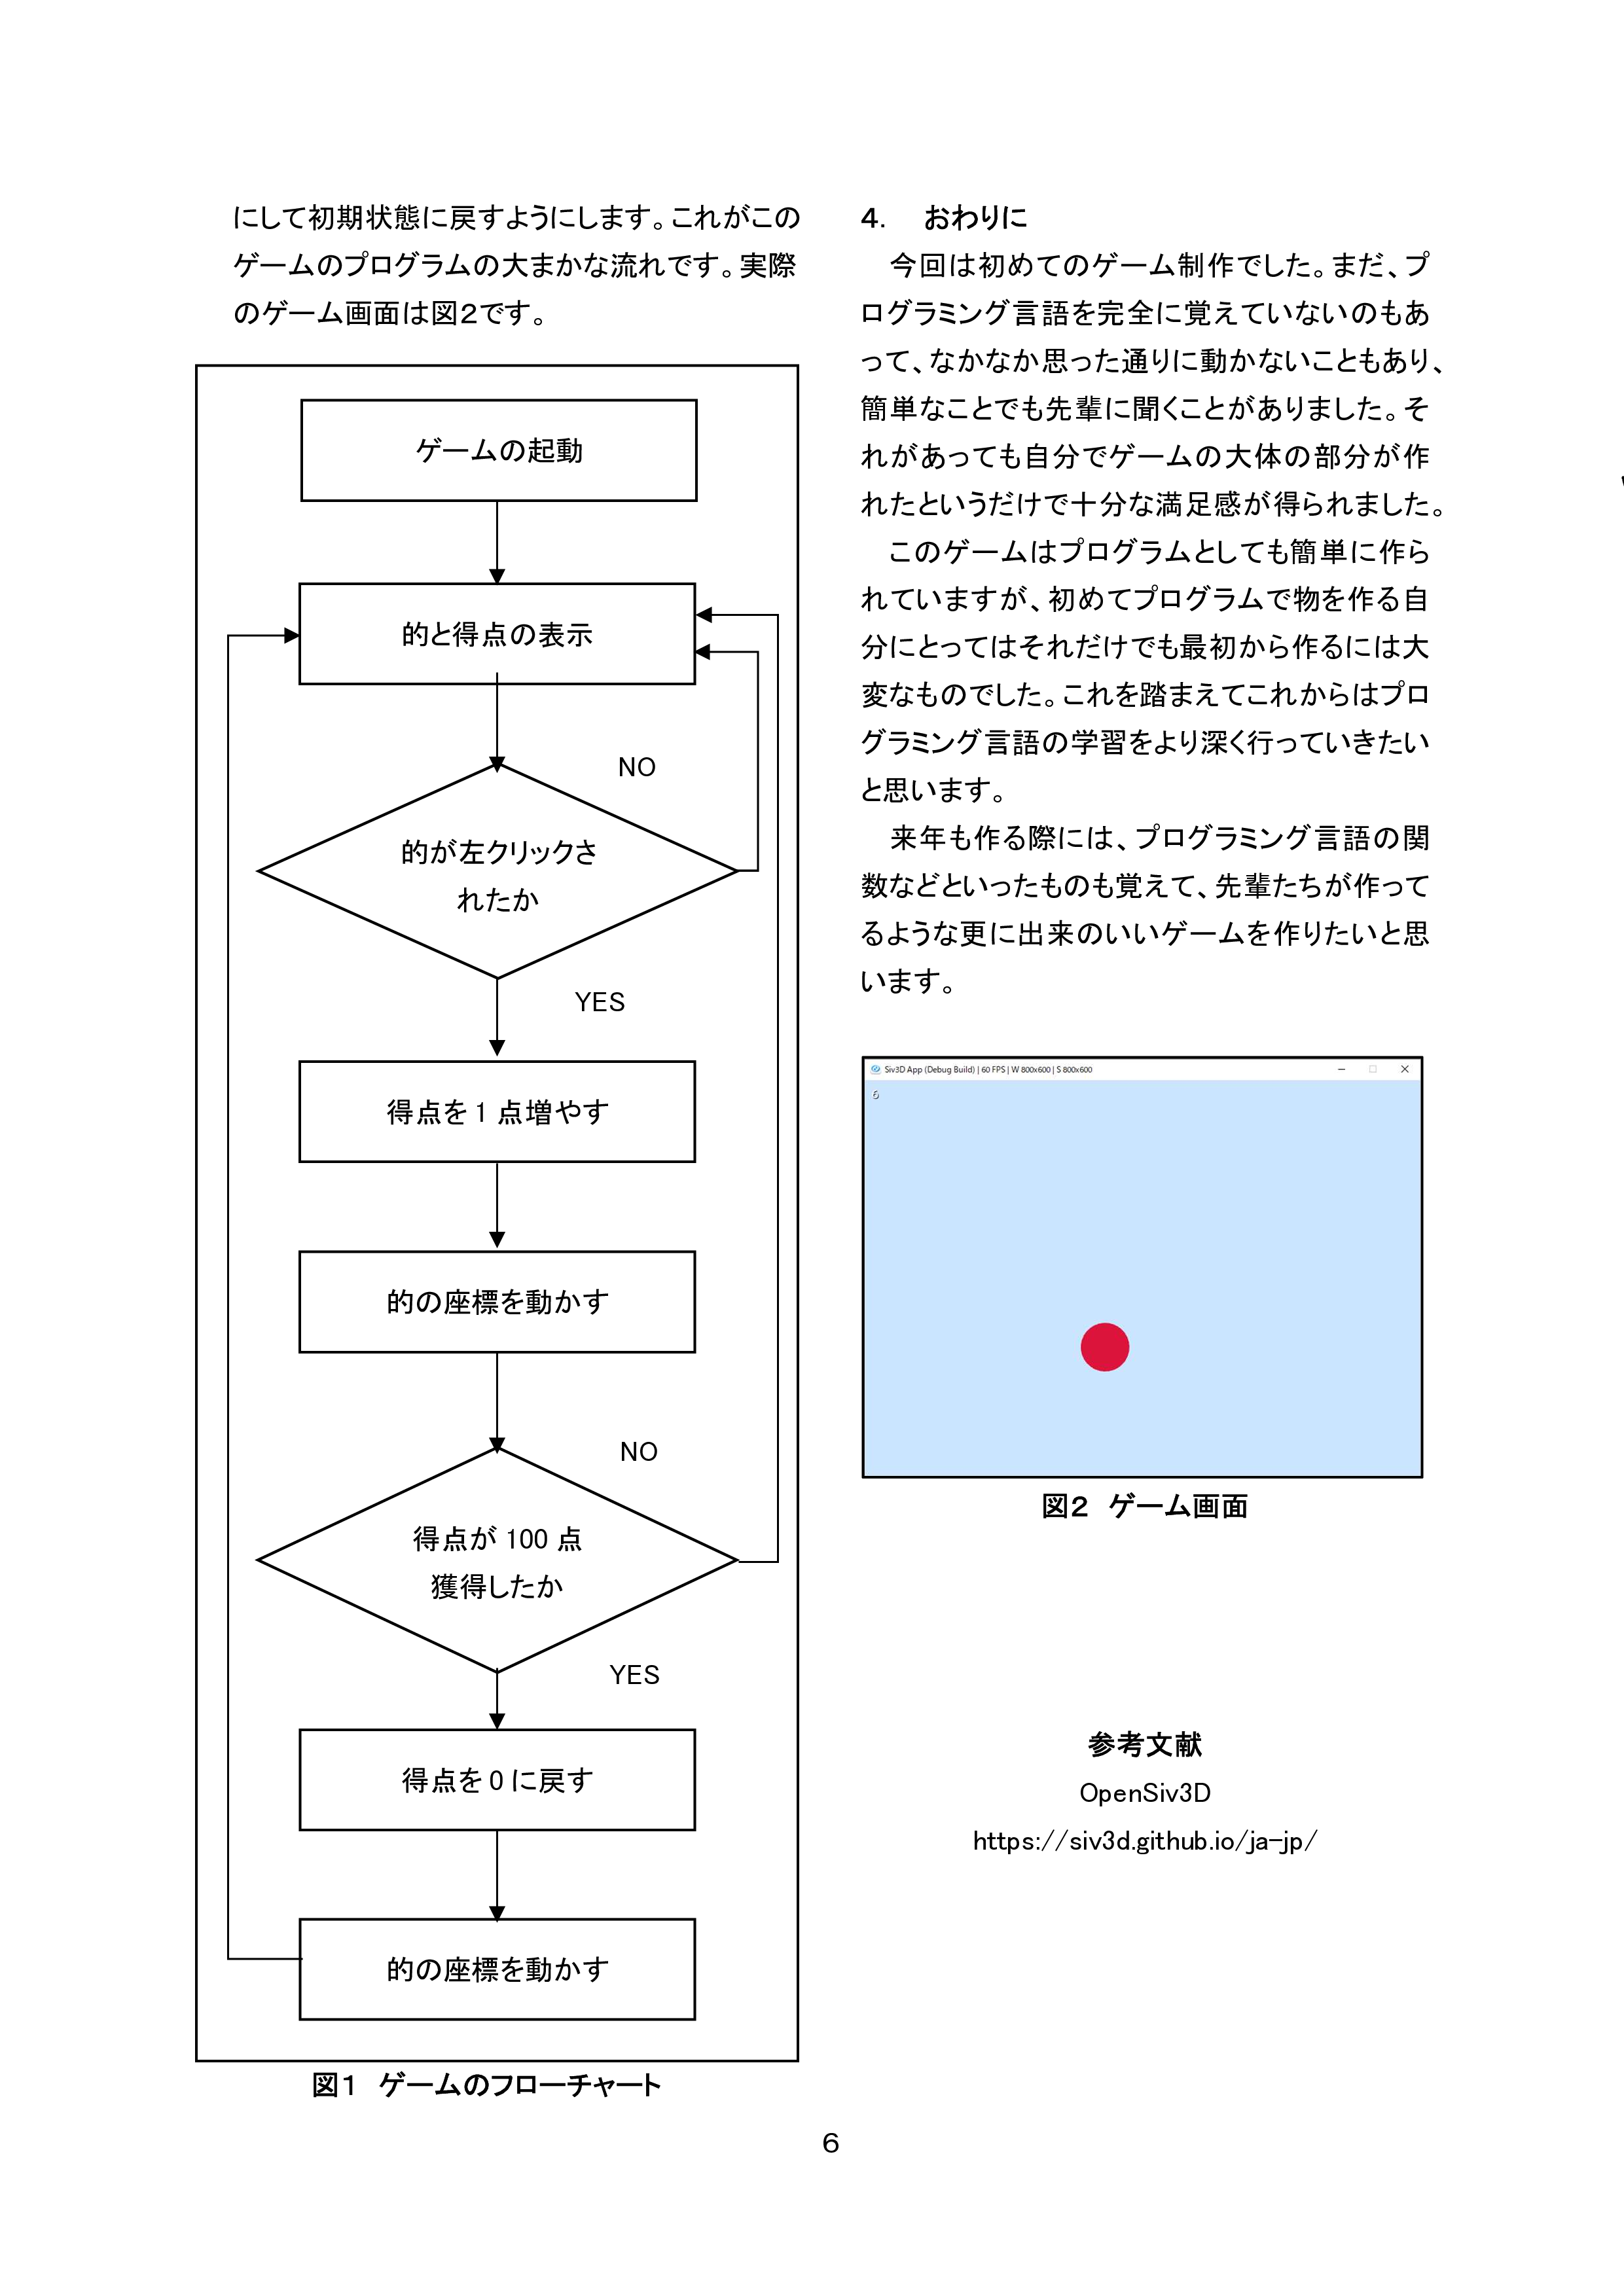 にして初期状態に戻すようにします。これがこの
ゲームのプログラムの大まかな流れです。実際
のゲーム画面は図2です。
ゲームの起動
的と得点の表示
NO
的が左クリックさ
れたか
YES
得点を 1 点増やす
的の座標を動かす
NO
得点が 100 点
獲得したか
YES
得点を 0 に戻す
的の座標を動かす
図1 ゲームのフローチャート
4. おわりに
今回は初めてのゲーム制作でした。まだ、プ
ログラミング言語を完全に覚えていないのもあ
って、なかなか思った通りに動かないこともあり、
簡単なことでも先輩に聞くことがありました。そ
れがあっても自分でゲームの大体の部分が作
れたというだけで十分な満足感が得られました。
このゲームはプログラムとしても簡単に作ら
れていますが、初めてプログラムで物を作る自
分にとってはそれだけでも最初から作るには大
変なものでした。これを踏まえてこれからはプロ
グラミング言語の学習をより深く行っていきたい
と思います。
来年も作る際には、プログラミング言語の関
数などといったものも覚えて、先輩たちが作って
るような更に出来のいいゲームを作りたいと思
います。
Siv3D App (Debug Build) | 60 FPS | W 800x600 | S 800x600
6
図2 ゲーム画面
参考文献
OpenSiv3D
https://siv3d.github.io/ja-jp/
6